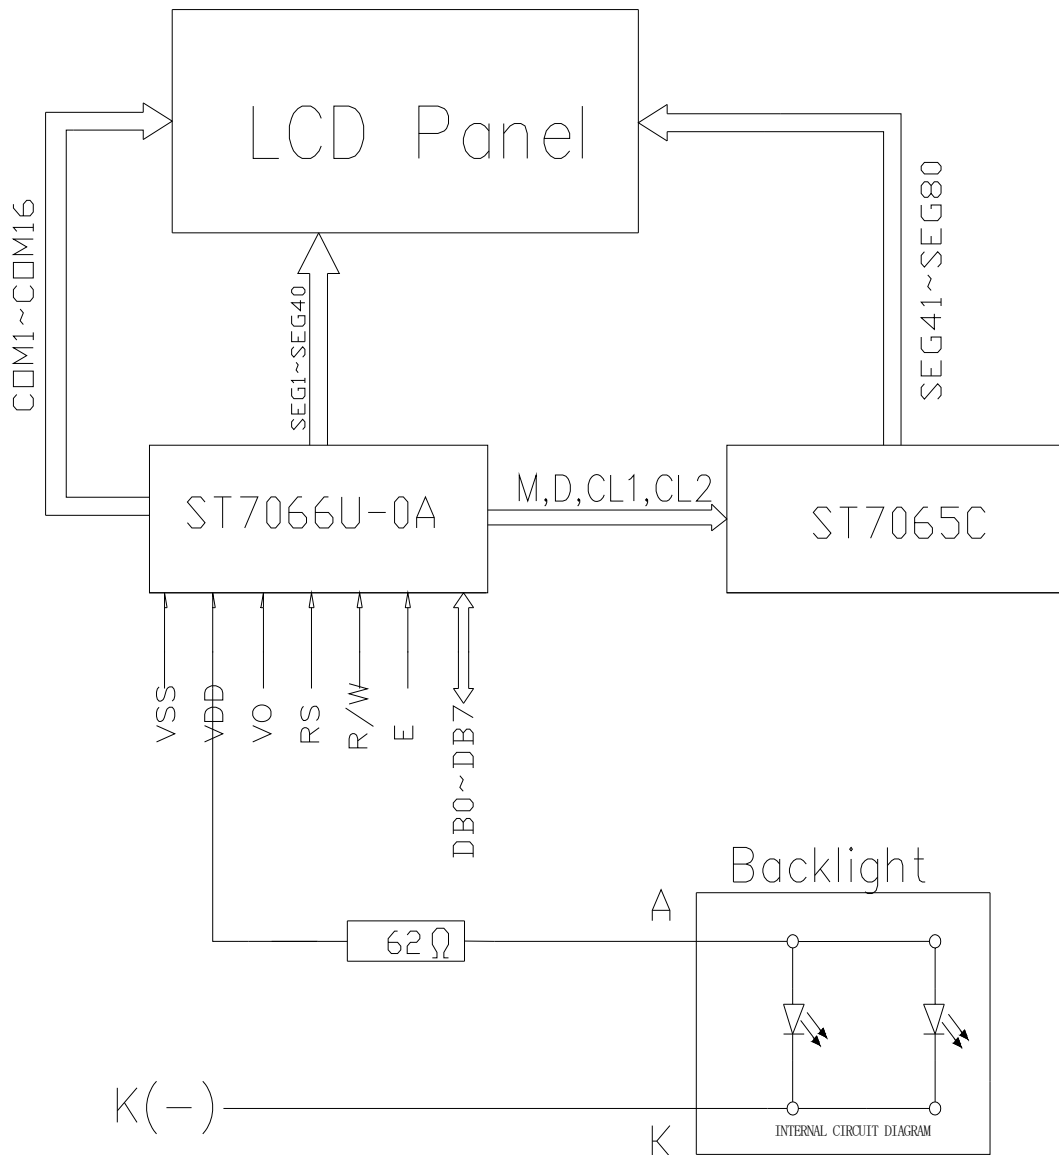 LCD Panel
COM1~COM16
SEG1~SEG40
SEG41~SEG80
ST7066U-0A
M,D,CL1,CL2
ST7065C
VSS
VDD
VO
RS
R/W
E
DB0~DB7
Backlight
A
62Ω
K(-)
K
INTERNAL CIRCUIT DIAGRAM